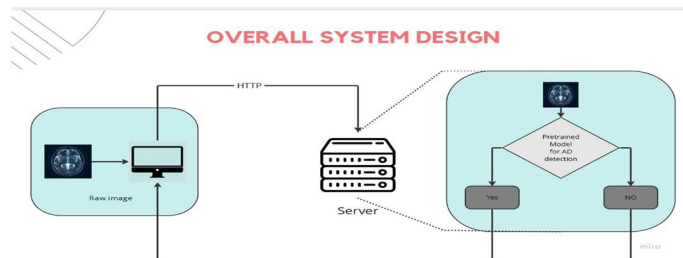 OVERALL SYSTEM DESIGN
HTTP
Raw image
Server
Pretrained
Model
for AD
detection
Yes
NO
miro